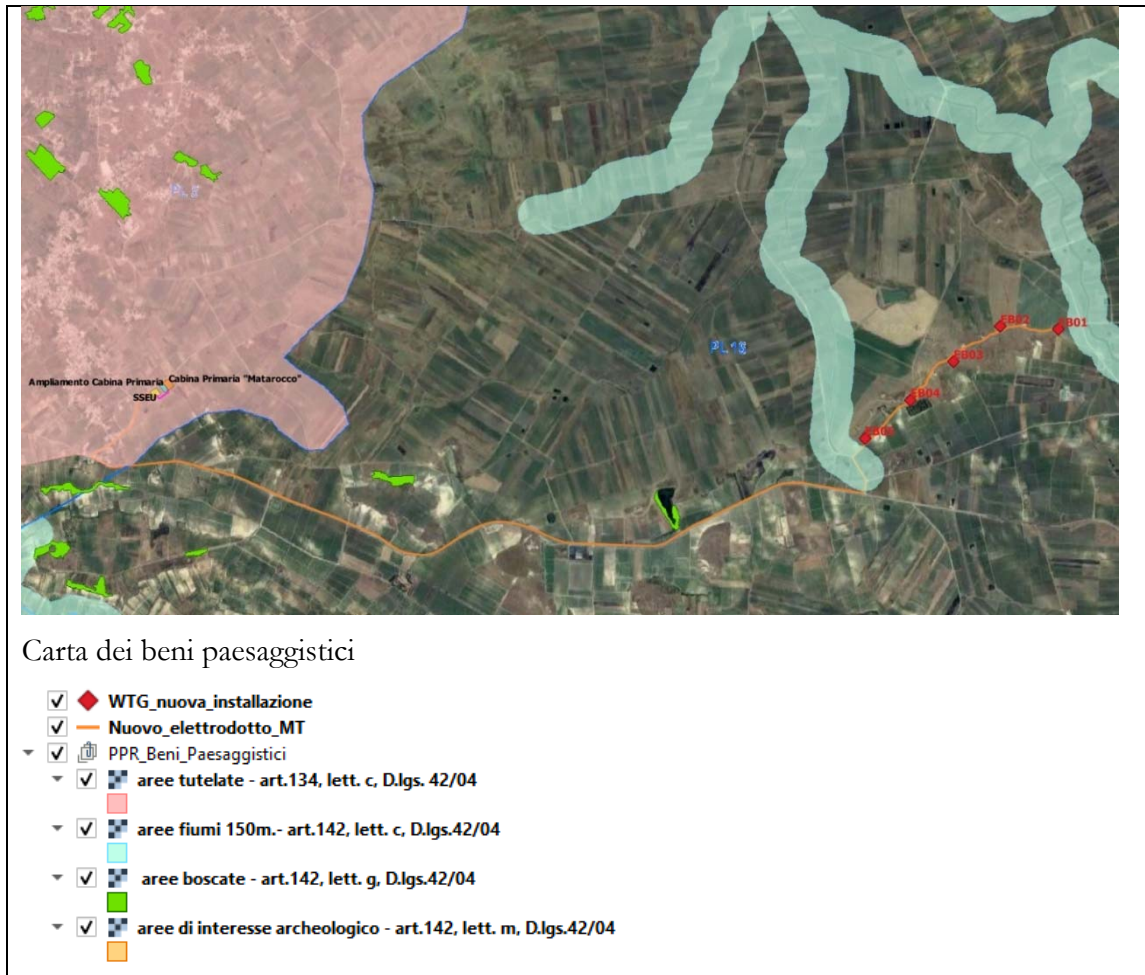 PL 16
EB02
EB01
EB03
EB04
Ampliamento Cabina Primaria
Cabina Primaria "Matarocco"
SSEU
Carta dei beni paesaggistici
WTG_nuova_installazione
Nuovo_elettrodotto_MT
PPR_Beni_Paesaggistici
aree tutelate - art.134, lett. c, D.lgs. 42/04
aree fiumi 150m.- art.142, lett. c, D.lgs.42/04
aree boscate - art.142, lett. g, D.lgs.42/04
aree di interesse archeologico - art.142, lett. m, D.lgs.42/04